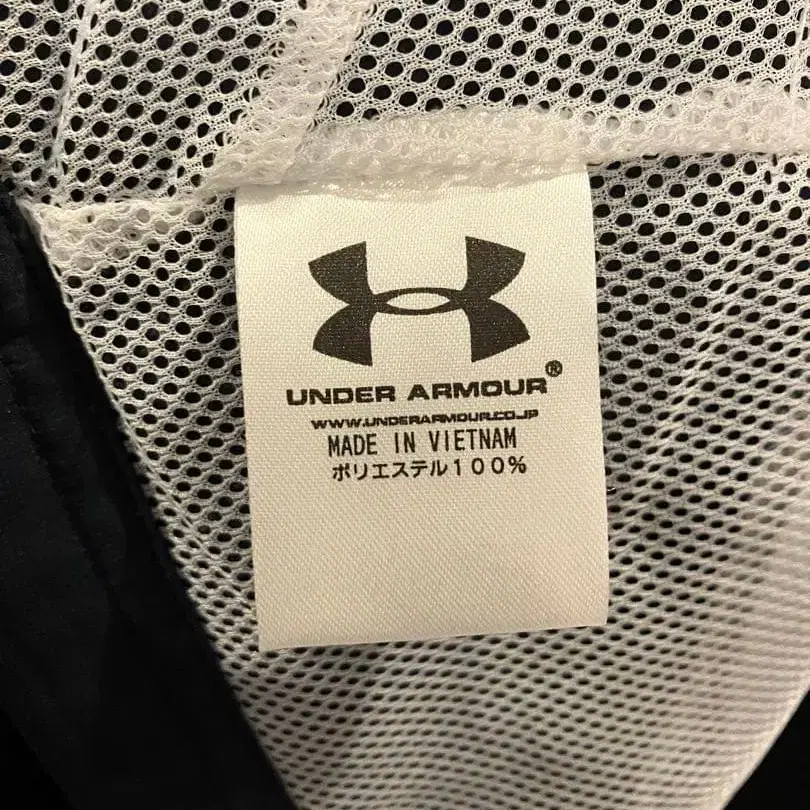 UNDER ARMOUR®
WWW.UNDERARMOUR.CO.JP
MADE IN VIETNAM
ポリエステル100%